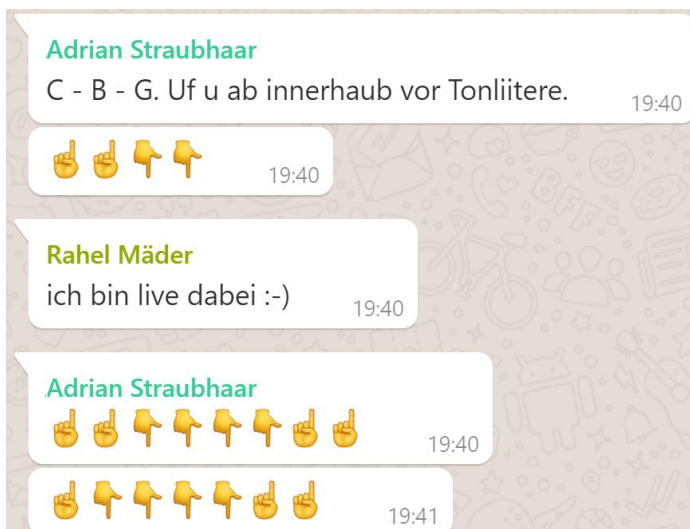 Adrian Straubhaar
C - B - G. Uf u ab innerhaub vor Tonliitere.
19:40
☝☝👇👇
19:40
Rahel Mäder
ich bin live dabei :-)
19:40
Adrian Straubhaar
☝☝👇👇👇👇☝☝
19:40
☝👇👇👇👇☝☝
19:41